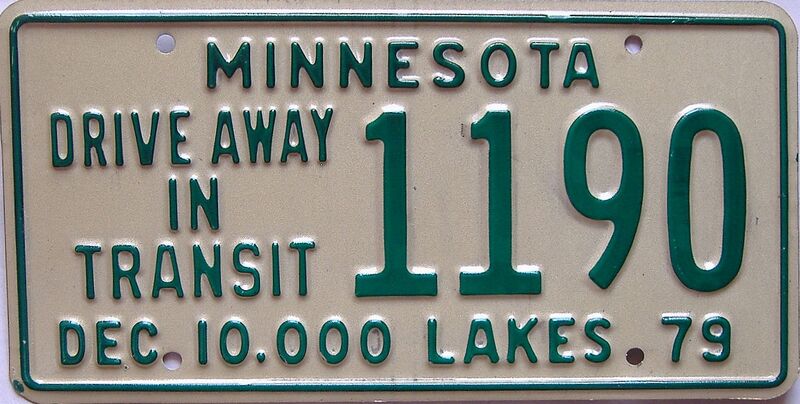 MINNESOTA
DRIVE AWAY
IN
TRANSIT
1190
DEC. 10.000 LAKES 79